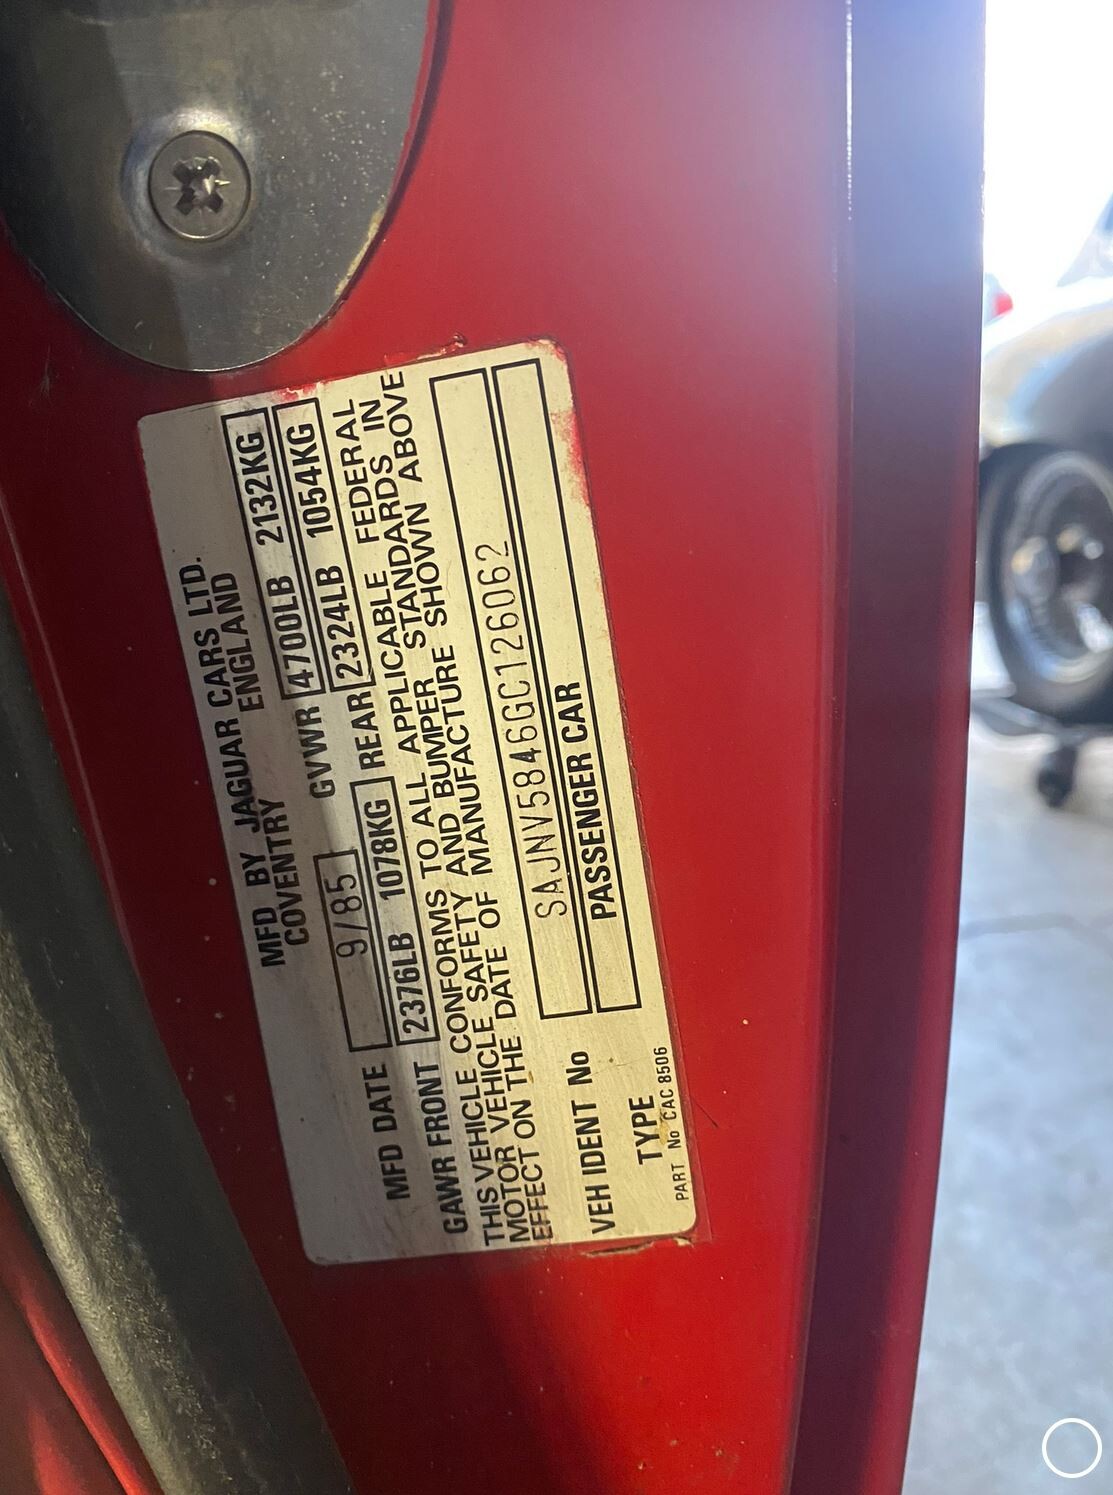 MFD BY JAGUAR CARS LTD.
COVENTRY ENGLAND
MFD DATE 9/85 GVWR 4700LB 2132KG
GAWR FRONT 2376LB 1078KG REAR 2324LB 1054KG
THIS VEHICLE CONFORMS TO ALL APPLICABLE FEDERAL
MOTOR VEHICLE SAFETY AND BUMPER STANDARDS IN
EFFECT ON THE DATE OF MANUFACTURE SHOWN ABOVE
VEH IDENT No SAJNV5846GC126062
TYPE PASSENGER CAR
PART No CAC 8506